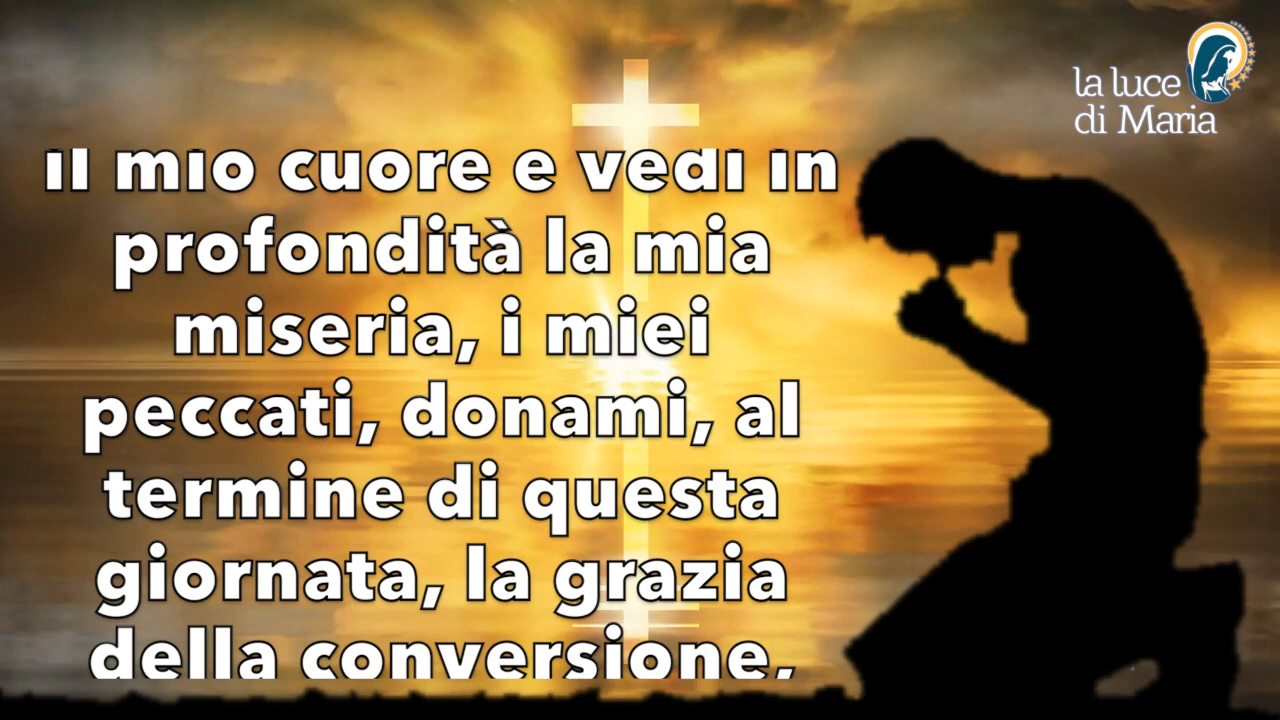 il mio cuore e vedi in
profondità la mia
miseria, i miei
peccati, donami, al
termine di questa
giornata, la grazia
della conversione,
la luce
di Maria